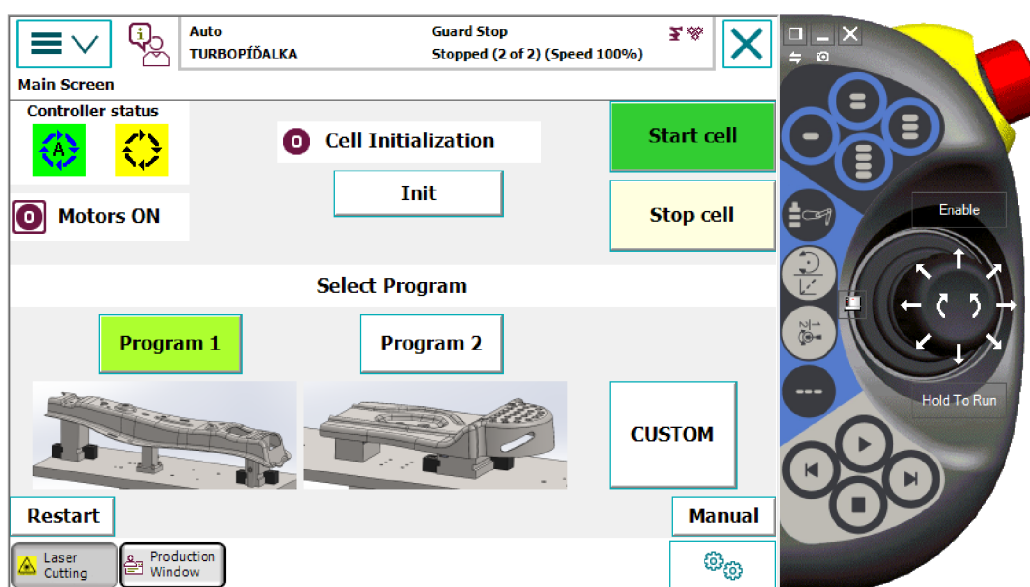 Auto
TURBOPÍĎALKA
Guard Stop
Stopped (2 of 2) (Speed 100%)
Main Screen
Controller status
A
Cell Initialization
Start cell
Init
Motors ON
Stop cell
Enable
Select Program
Program 1
Program 2
Hold To Run
CUSTOM
Restart
Manual
Laser
Cutting
Production
Window